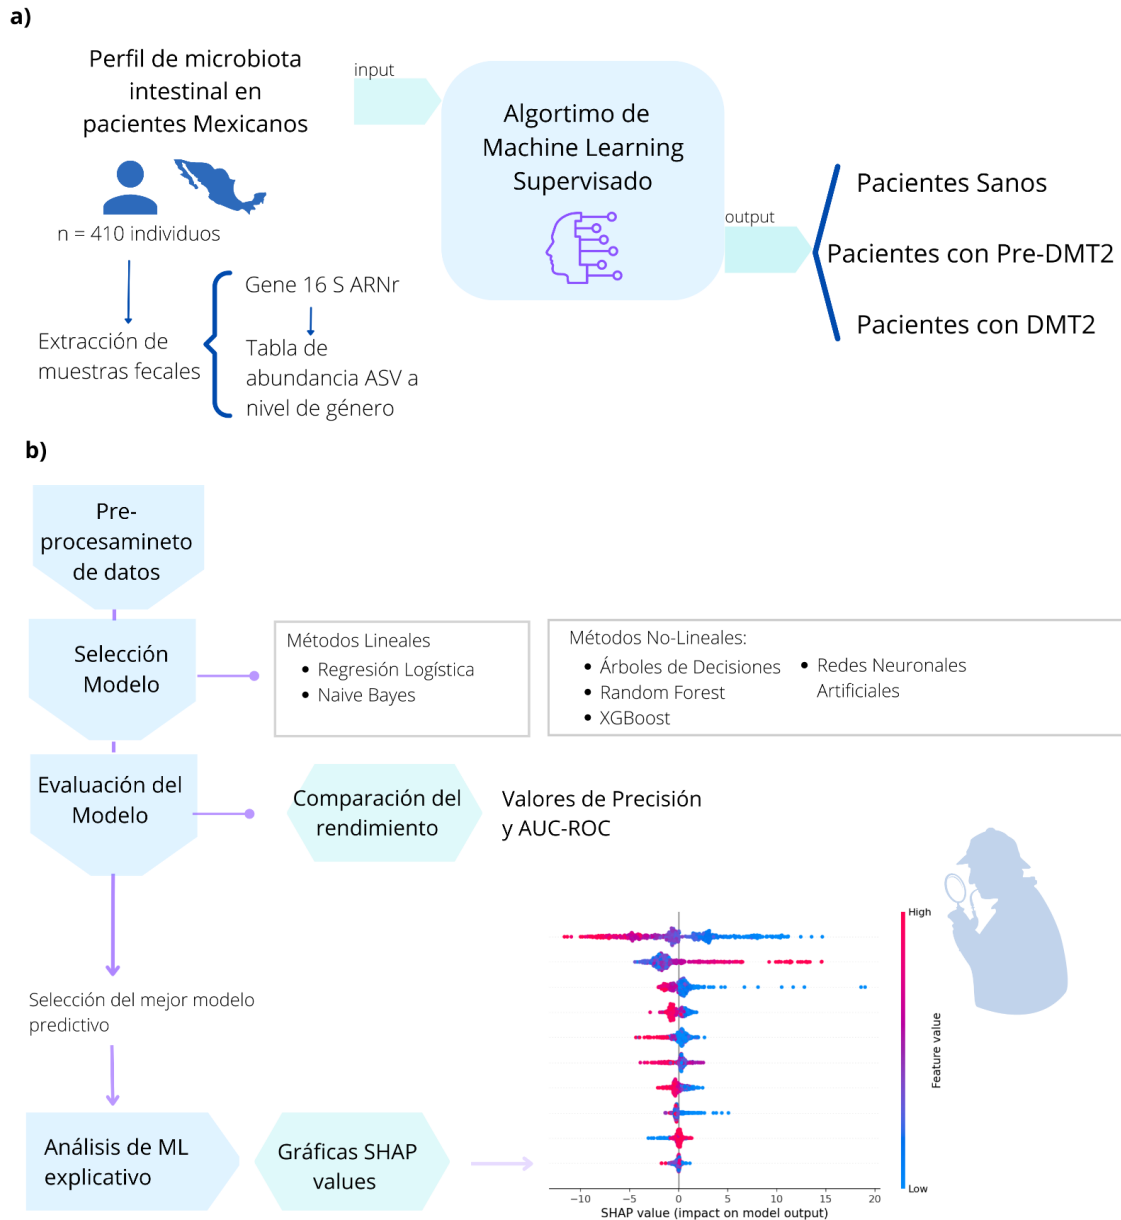 a)
Perfil de microbiota
intestinal en
pacientes Mexicanos
n = 410 individuos
Extracción de
muestras fecales
Gene 16 S ARNr
Tabla de
abundancia ASV a
nivel de género
input
Algortimo de
Machine Learning
Supervisado
output
Pacientes Sanos
Pacientes con Pre-DMT2
Pacientes con DMT2
b)
Pre-
procesamineto
de datos
Selección
Modelo
Métodos Lineales
• Regresión Logística
• Naive Bayes
Métodos No-Lineales:
• Árboles de Decisiones
• Random Forest
• XGBoost
• Redes Neuronales
Artificiales
Evaluación del
Modelo
Comparación del
rendimiento
Valores de Precisión
y AUC-ROC
Selección del mejor modelo
predictivo
Análisis de ML
explicativo
Gráficas SHAP
values
High
Feature value
Low
−10 −5 0 5 10 15 20
SHAP value (impact on model output)